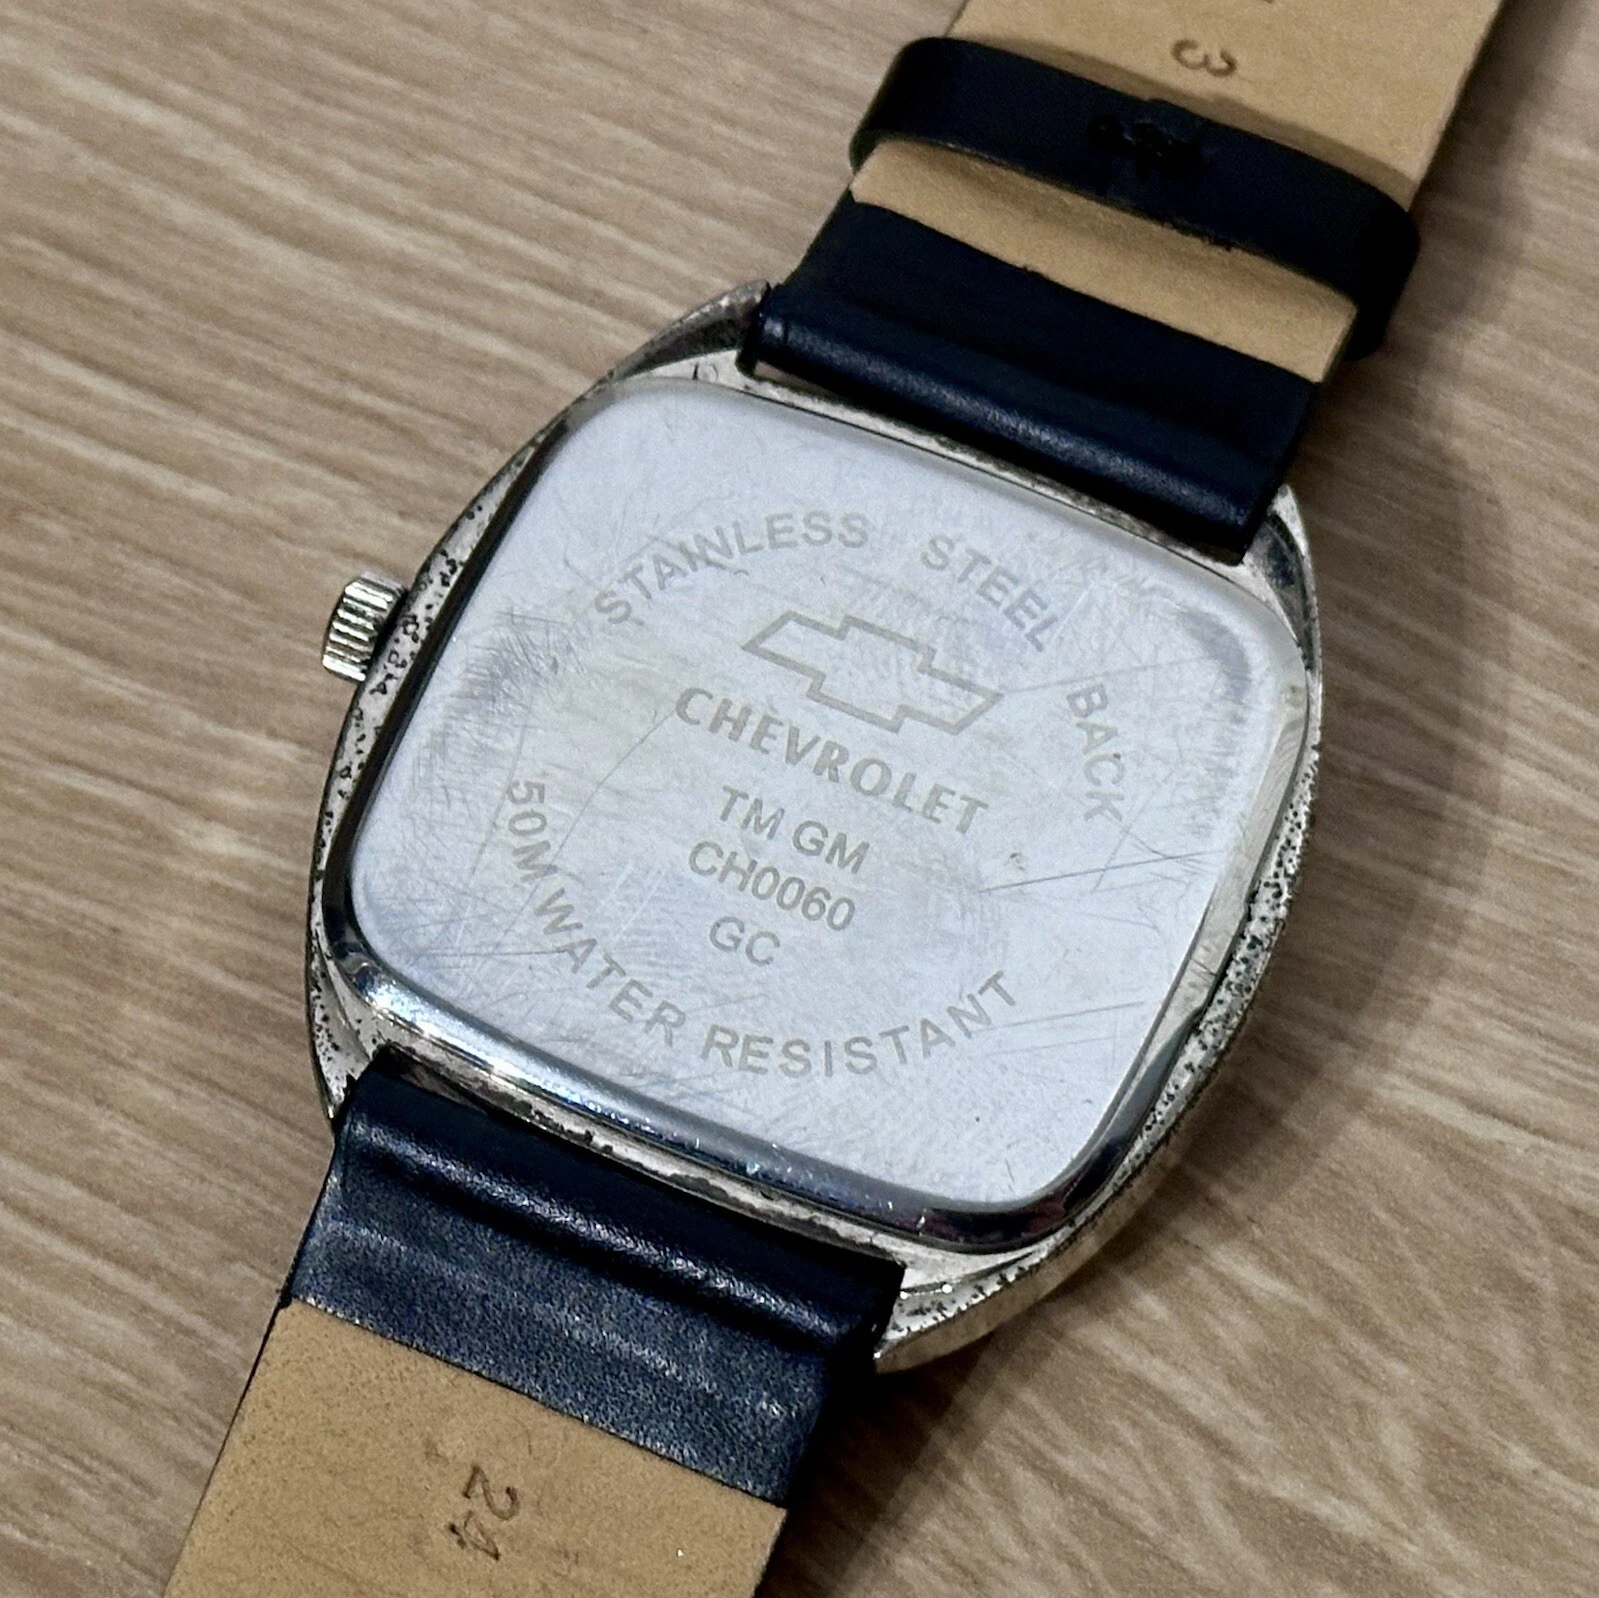 3
STAINLESS STEEL BACK
CHEVROLET
TM GM
CH0060
GC
50M WATER RESISTANT
24